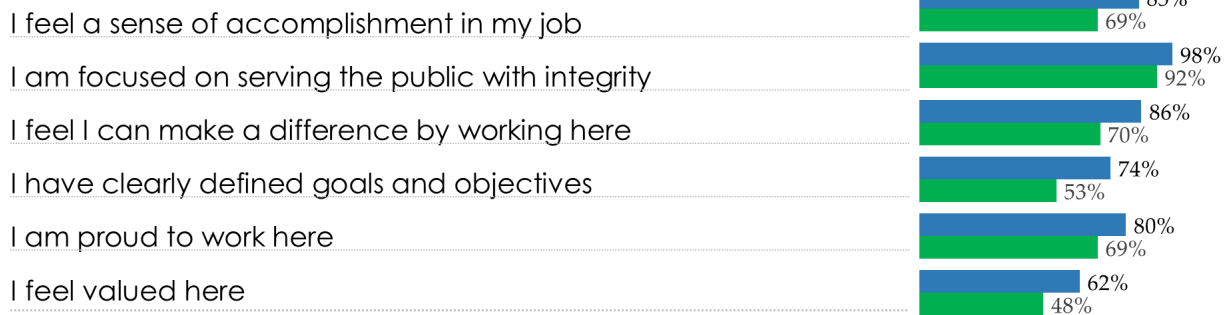 I feel a sense of accomplishment in my job
69%
I am focused on serving the public with integrity
98%
92%
I feel I can make a difference by working here
86%
70%
I have clearly defined goals and objectives
74%
53%
I am proud to work here
80%
69%
I feel valued here
62%
48%